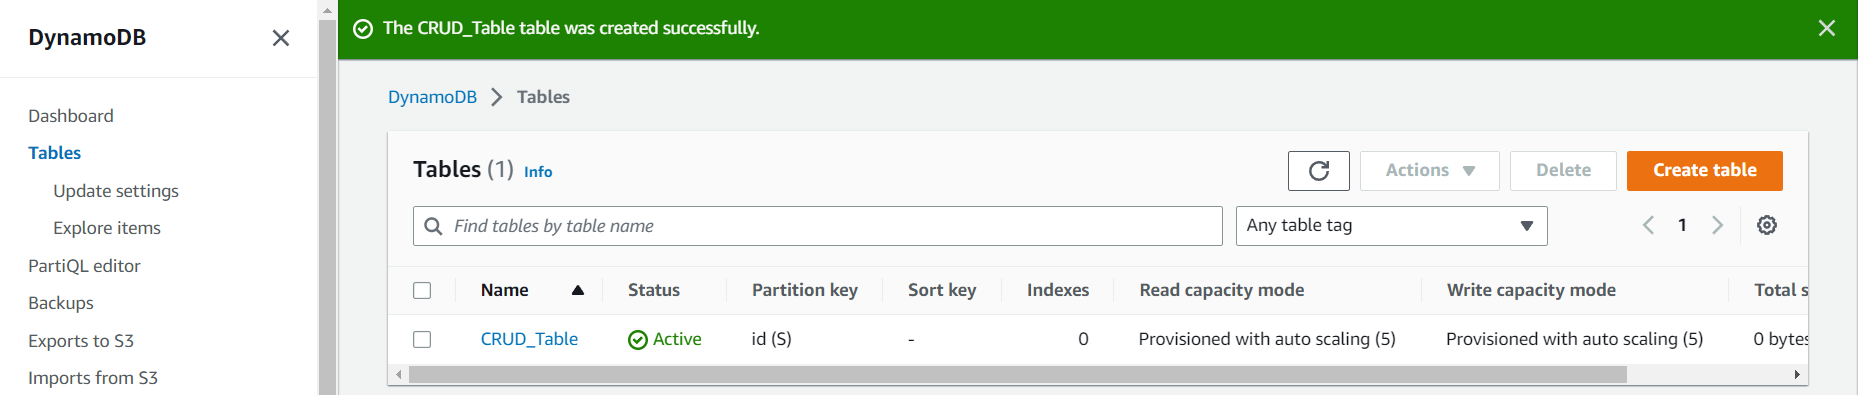 DynamoDB
Dashboard
Tables
Update settings
Explore items
PartiQL editor
Backups
Exports to S3
Imports from S3
The CRUD_Table table was created successfully.
DynamoDB Tables
Tables (1) Info
Actions Delete Create table
Find tables by table name Any table tag 1
Name Status Partition key Sort key Indexes Read capacity mode Write capacity mode Total s
CRUD_Table Active id (S) - 0 Provisioned with auto scaling (5) Provisioned with auto scaling (5) 0 bytes